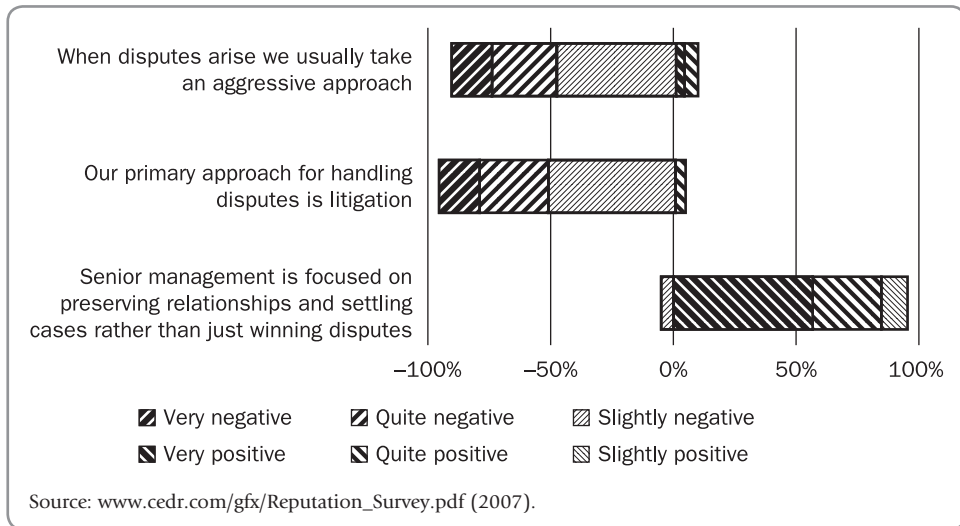 When disputes arise we usually take
an aggressive approach
Our primary approach for handling
disputes is litigation
Senior management is focused on
preserving relationships and settling
cases rather than just winning disputes
–100% –50% 0% 50% 100%
Very negative Quite negative Slightly negative
Very positive Quite positive Slightly positive
Source: www.cedr.com/gfx/Reputation_Survey.pdf (2007).